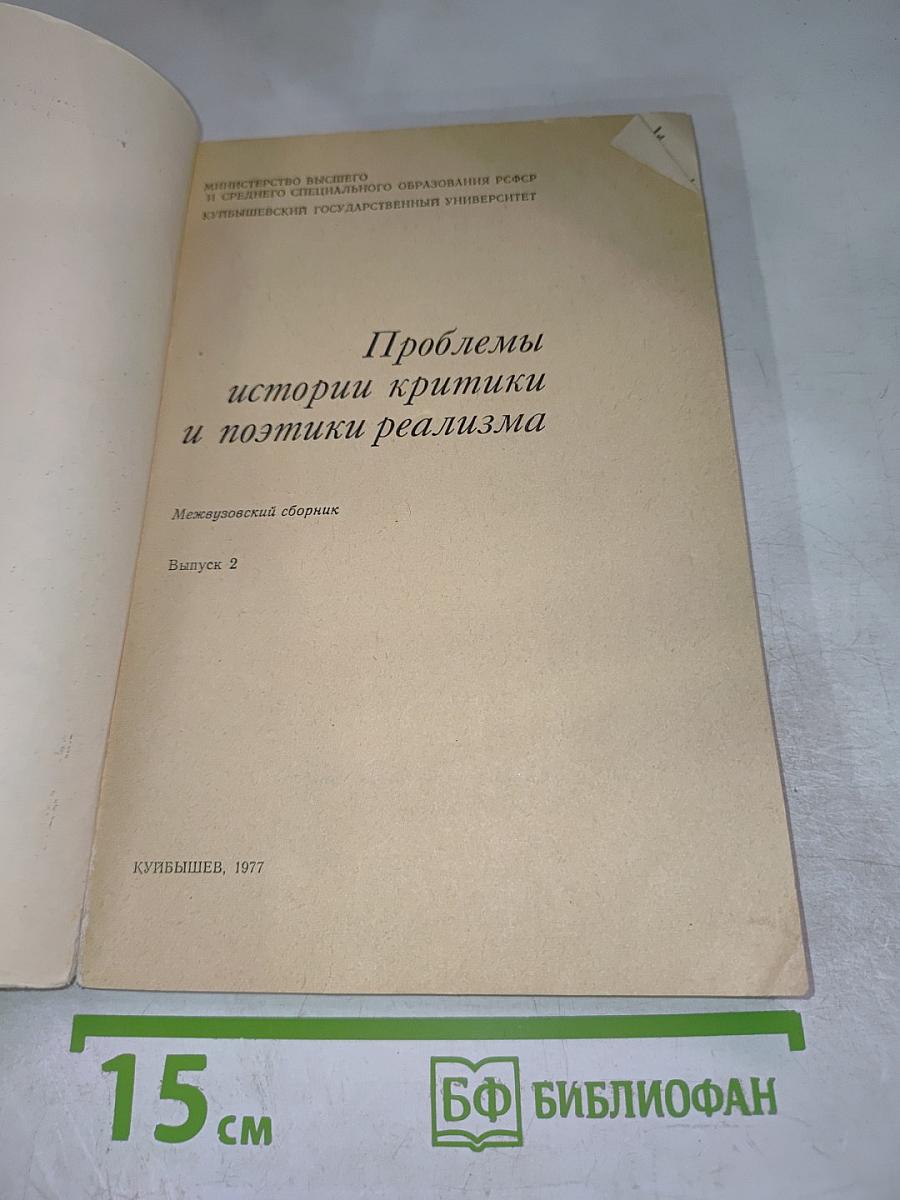 МИНИСТЕРСТВО ВЫСШЕГО
И СРЕДНЕГО СПЕЦИАЛЬНОГО ОБРАЗОВАНИЯ РСФСР
КУЙБЫШЕВСКИЙ ГОСУДАРСТВЕННЫЙ УНИВЕРСИТЕТ
Проблемы
истории критики
и поэтики реализма
Межвузовский сборник
Выпуск 2
КУЙБЫШЕВ, 1977
15 см
БФ БИБЛИОФАН